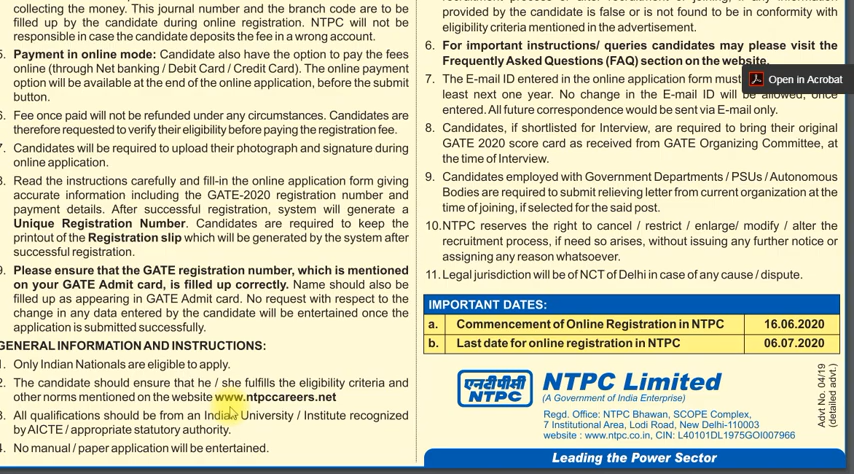 collecting the money. This journal number and the branch code are to be
filled up by the candidate during online registration. NTPC will not be
responsible in case the candidate deposits the fee in a wrong account.
5. Payment in online mode: Candidate also have the option to pay the fees
online (through Net banking / Debit Card / Credit Card). The online payment
option will be available at the end of the online application, before the submit
button.
6. Fee once paid will not be refunded under any circumstances. Candidates are
therefore requested to verify their eligibility before paying the registration fee.
7. Candidates will be required to upload their photograph and signature during
online application.
8. Read the instructions carefully and fill-in the online application form giving
accurate information including the GATE-2020 registration number and
payment details. After successful registration, system will generate a
Unique Registration Number. Candidates are required to keep the
printout of the Registration slip which will be generated by the system after
successful registration.
9. Please ensure that the GATE registration number, which is mentioned
on your GATE Admit card, is filled up correctly. Name should also be
filled up as appearing in GATE Admit card. No request with respect to the
change in any data entered by the candidate will be entertained once the
application is submitted successfully.
GENERAL INFORMATION AND INSTRUCTIONS:
1. Only Indian Nationals are eligible to apply.
2. The candidate should ensure that he / she fulfills the eligibility criteria and
other norms mentioned on the website www.ntpccareers.net
3. All qualifications should be from an Indian University / Institute recognized
by AICTE / appropriate statutory authority.
4. No manual / paper application will be entertained.
provided by the candidate is false or is not found to be in conformity with
eligibility criteria mentioned in the advertisement.
6. For important instructions/ queries candidates may please visit the
Frequently Asked Questions (FAQ) section on the website.
7. The E-mail ID entered in the online application form must
least next one year. No change in the E-mail ID will be allowed, once
entered. All future correspondence would be sent via E-mail only.
Open in Acrobat
8. Candidates, if shortlisted for Interview, are required to bring their original
GATE 2020 score card as received from GATE Organizing Committee, at
the time of Interview.
9. Candidates employed with Government Departments / PSUs / Autonomous
Bodies are required to submit relieving letter from current organization at the
time of joining, if selected for the said post.
10. NTPC reserves the right to cancel / restrict / enlarge/ modify / alter the
recruitment process, if need so arises, without issuing any further notice or
assigning any reason whatsoever.
11. Legal jurisdiction will be of NCT of Delhi in case of any cause / dispute.
IMPORTANT DATES:
a. Commencement of Online Registration in NTPC 16.06.2020
b. Last date for online registration in NTPC 06.07.2020
एनटीपीसी
NTPC
NTPC Limited
(A Government of India Enterprise)
Regd. Office: NTPC Bhawan, SCOPE Complex,
7 Institutional Area, Lodi Road, New Delhi-110003
website : www.ntpc.co.in, CIN: L40101DL1975GOI007966
Advt No. 04/19
(detailed advt.)
Leading the Power Sector